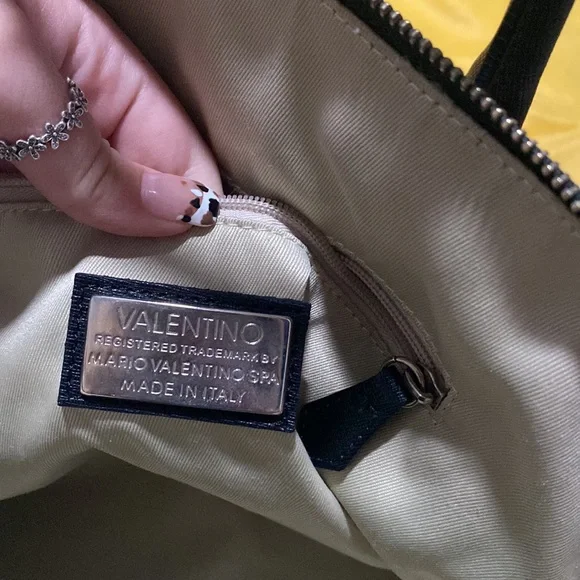 VALENTINO
REGISTERED TRADEMARK BY
MARIO VALENTINO SPA
MADE IN ITALY